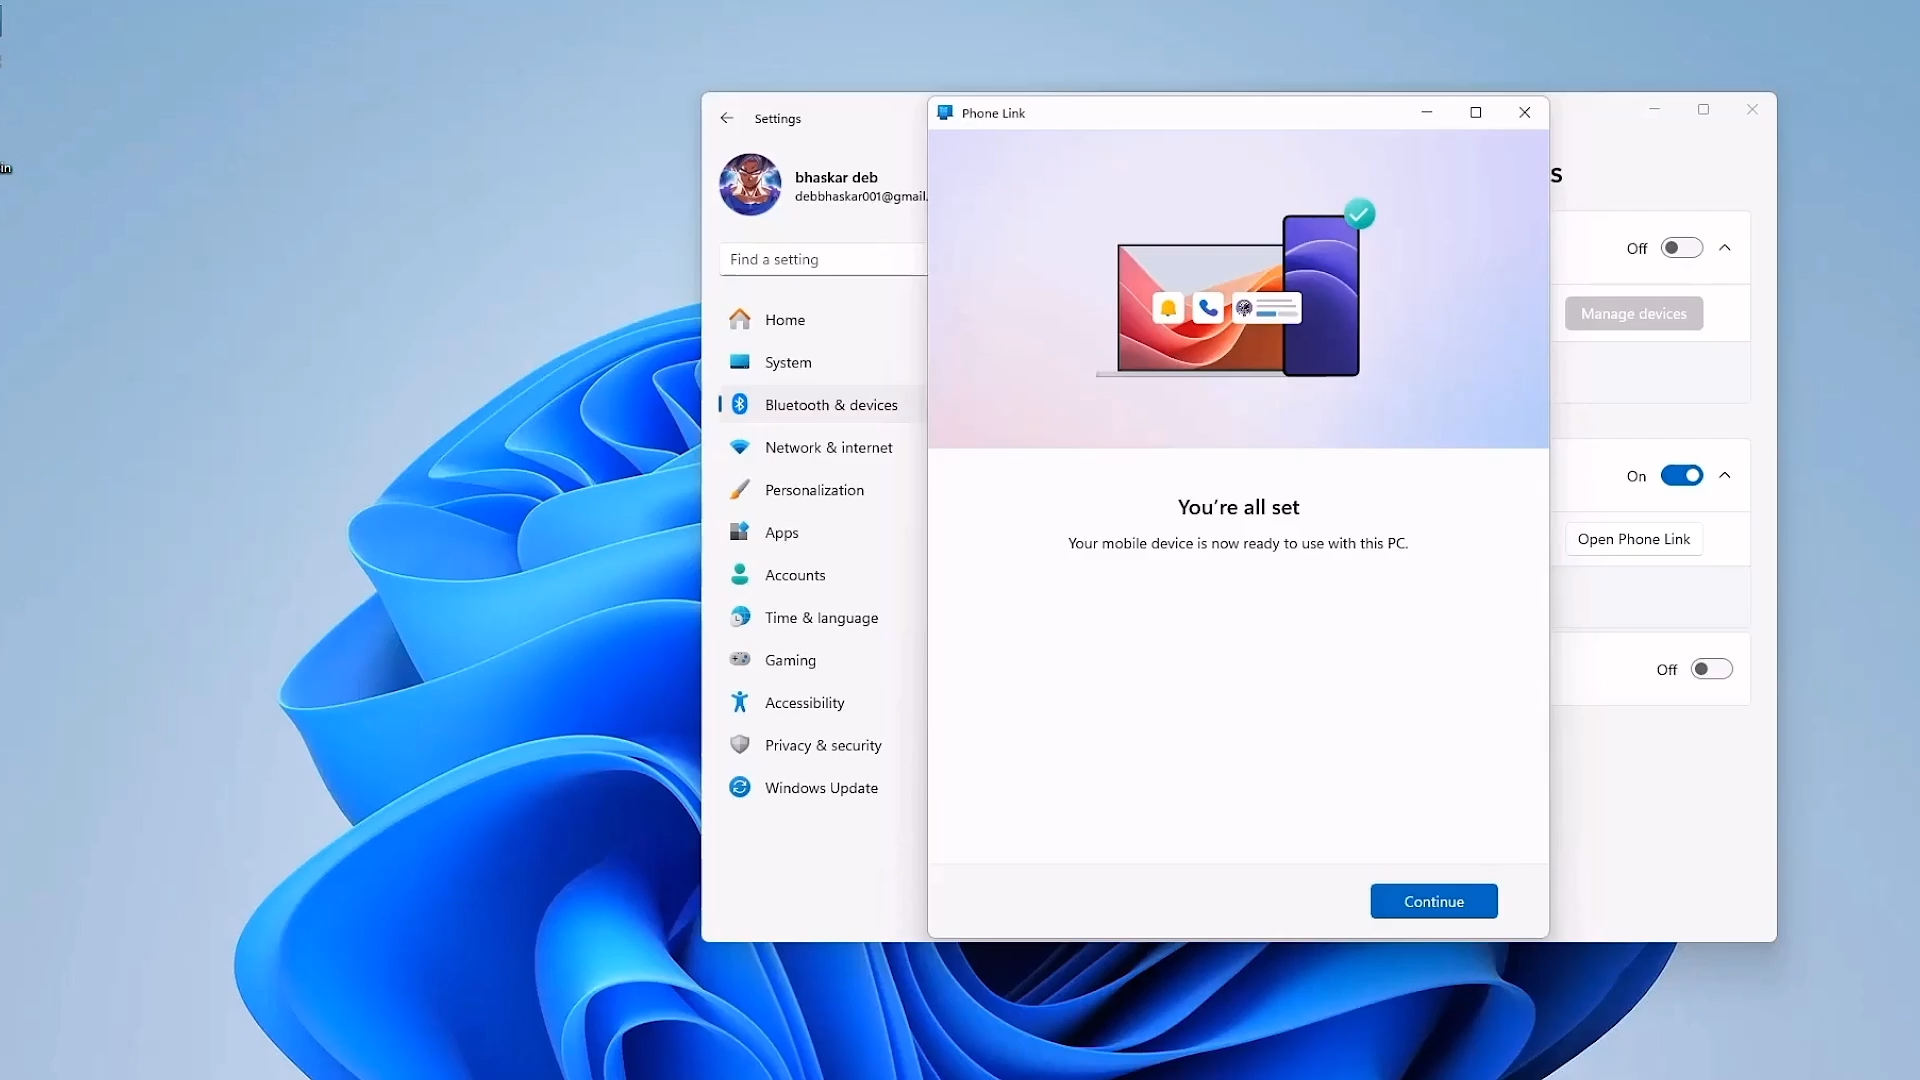 in
Settings
bhaskar deb
debbhaskar001@gmail.
Find a setting
Home
System
Bluetooth & devices
Network & internet
Personalization
Apps
Accounts
Time & language
Gaming
Accessibility
Privacy & security
Windows Update
Phone Link
You’re all set
Your mobile device is now ready to use with this PC.
Continue
s
Off
Manage devices
On
Open Phone Link
Off